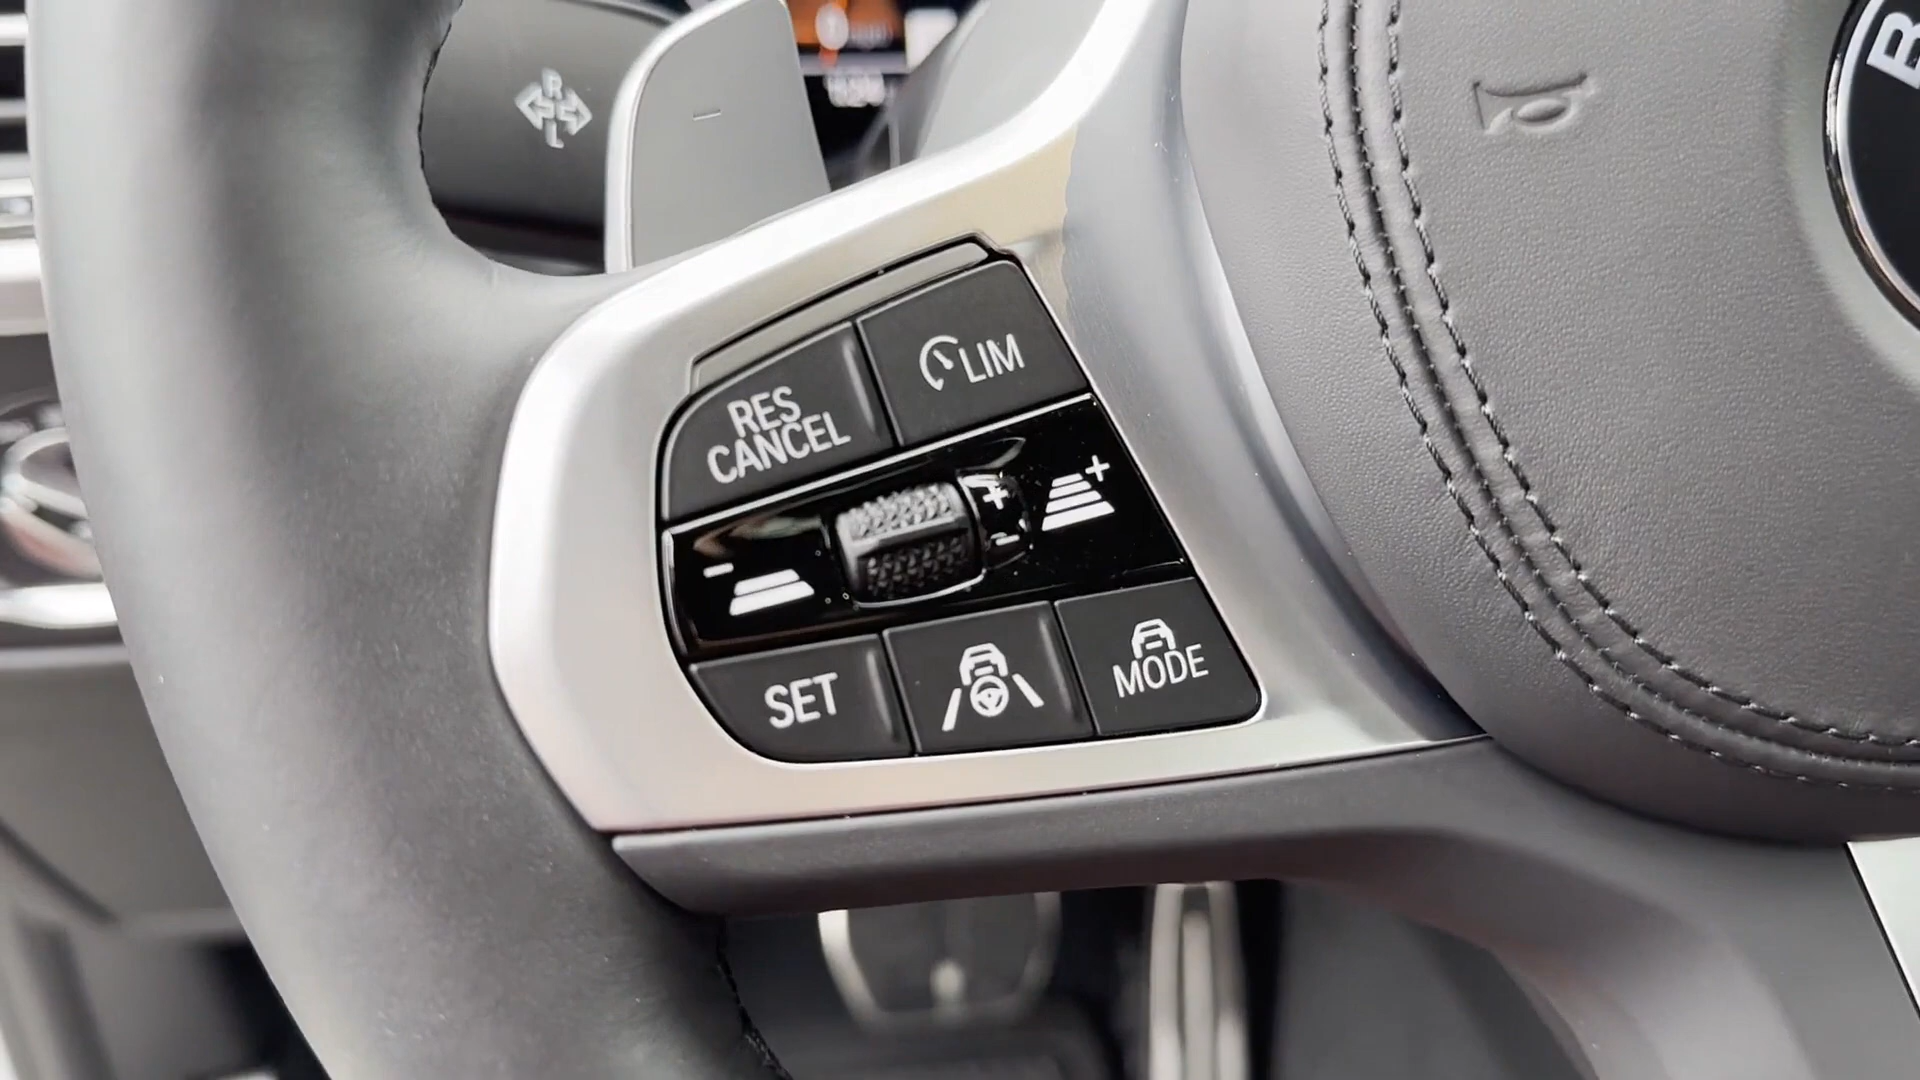 R
L
B
LIM
RES
CANCEL
+
+
-
-
SET
MODE